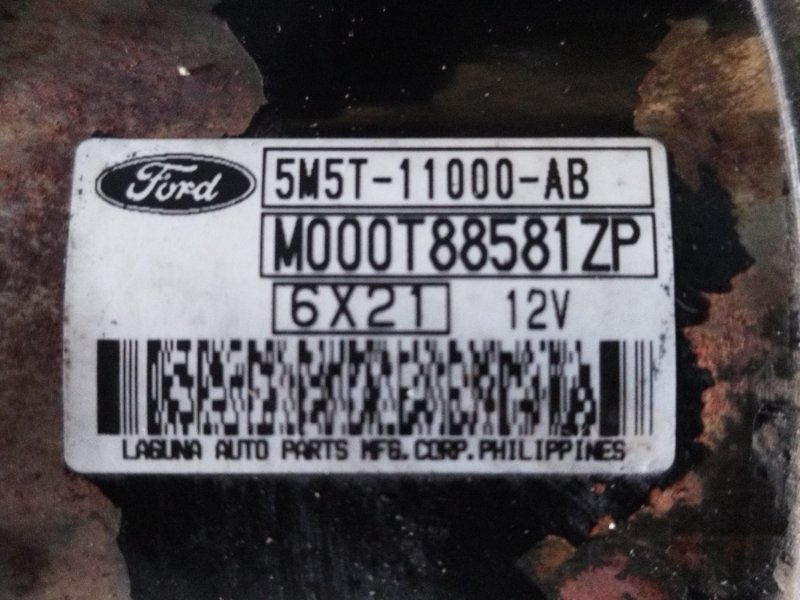 Ford
5M5T-11000-AB
M000T88581ZP
6X21 12V
LAGUNA AUTO PARTS MFG.CORP.PHILIPPINES